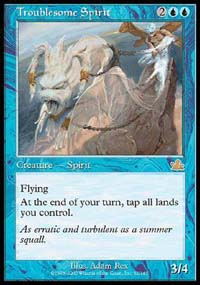 Troublesome Spirit 2
Creature — Spirit
Flying
At the end of your turn, tap all lands
you control.
As erratic and turbulent as a summer
squall.
Illus. Adam Rex
3/4